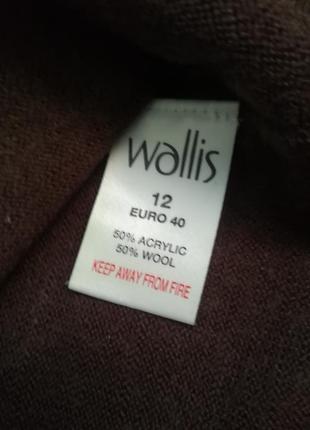 wallis
12
EURO 40
50% ACRYLIC
50% WOOL
KEEP AWAY FROM FIRE